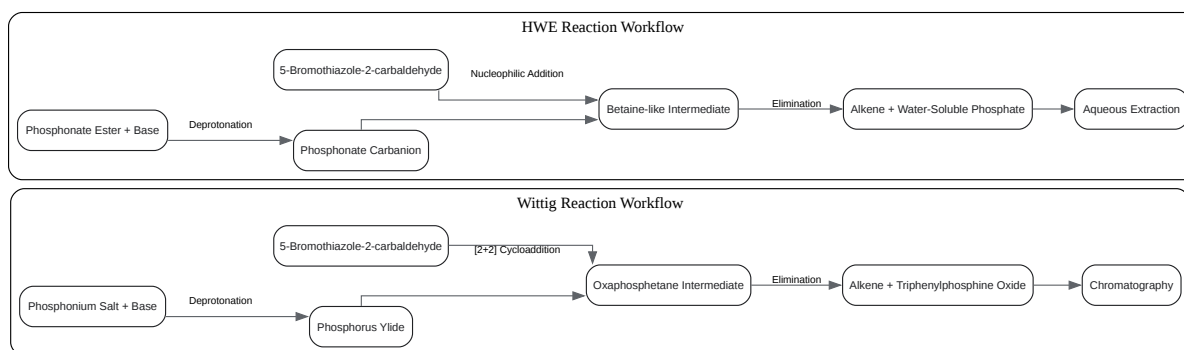 HWE Reaction Workflow
5-Bromothiazole-2-carbaldehyde
Nucleophilic Addition
Betaine-like Intermediate
Elimination
Alkene + Water-Soluble Phosphate
Aqueous Extraction
Phosphonate Ester + Base
Deprotonation
Phosphonate Carbanion
Wittig Reaction Workflow
5-Bromothiazole-2-carbaldehyde
[2+2] Cycloaddition
Oxaphosphetane Intermediate
Elimination
Alkene + Triphenylphosphine Oxide
Chromatography
Phosphonium Salt + Base
Deprotonation
Phosphorus Ylide